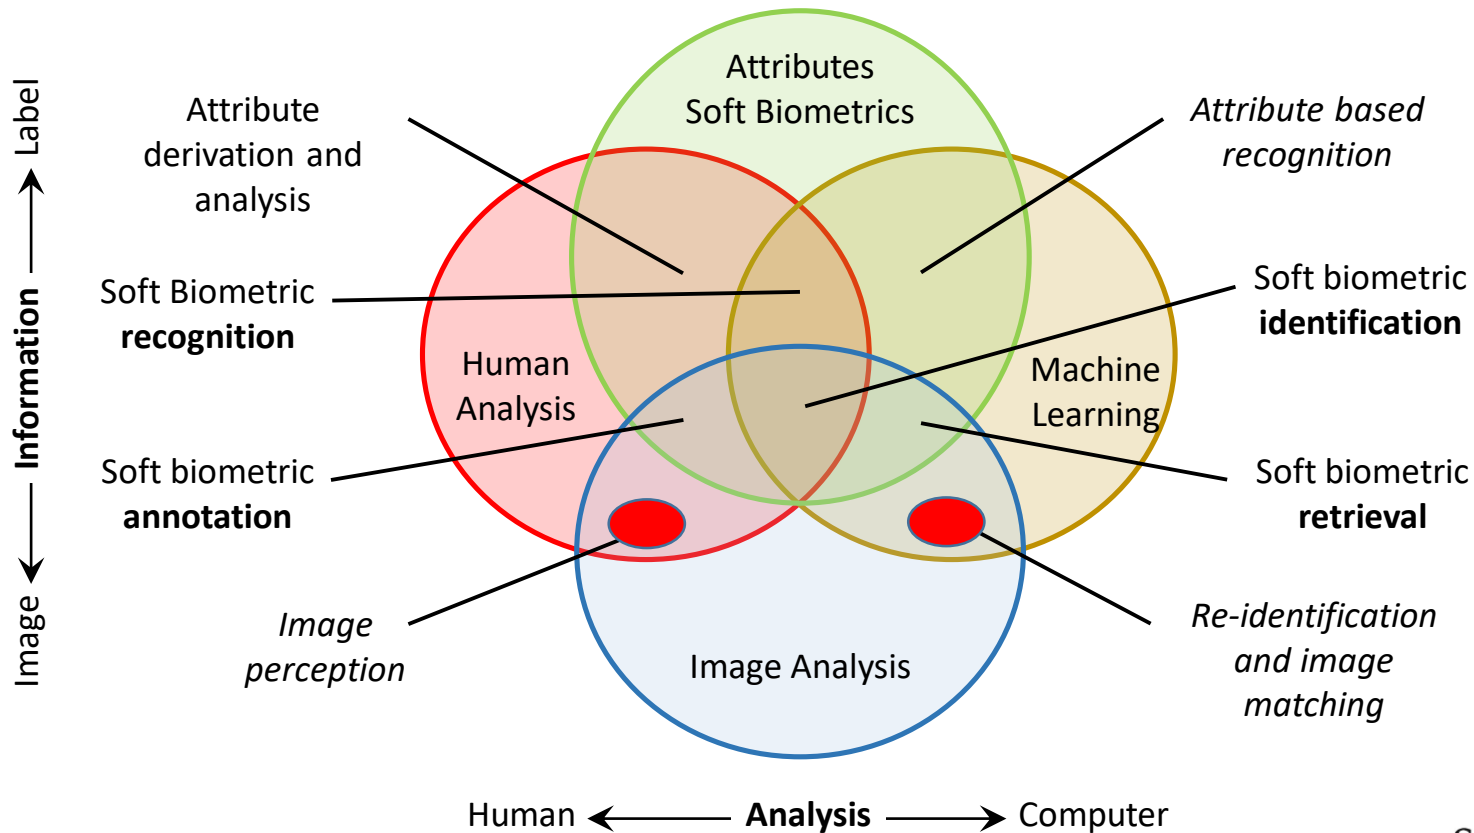 Attributes
Soft Biometrics
Attribute
derivation and
analysis
Attribute based
recognition
Soft Biometric
recognition
Soft biometric
identification
Human
Analysis
Machine
Learning
Soft biometric
annotation
Soft biometric
retrieval
Image
perception
Image Analysis
Re-identification
and image
matching
Label
Information
Image
Human
Analysis
Computer